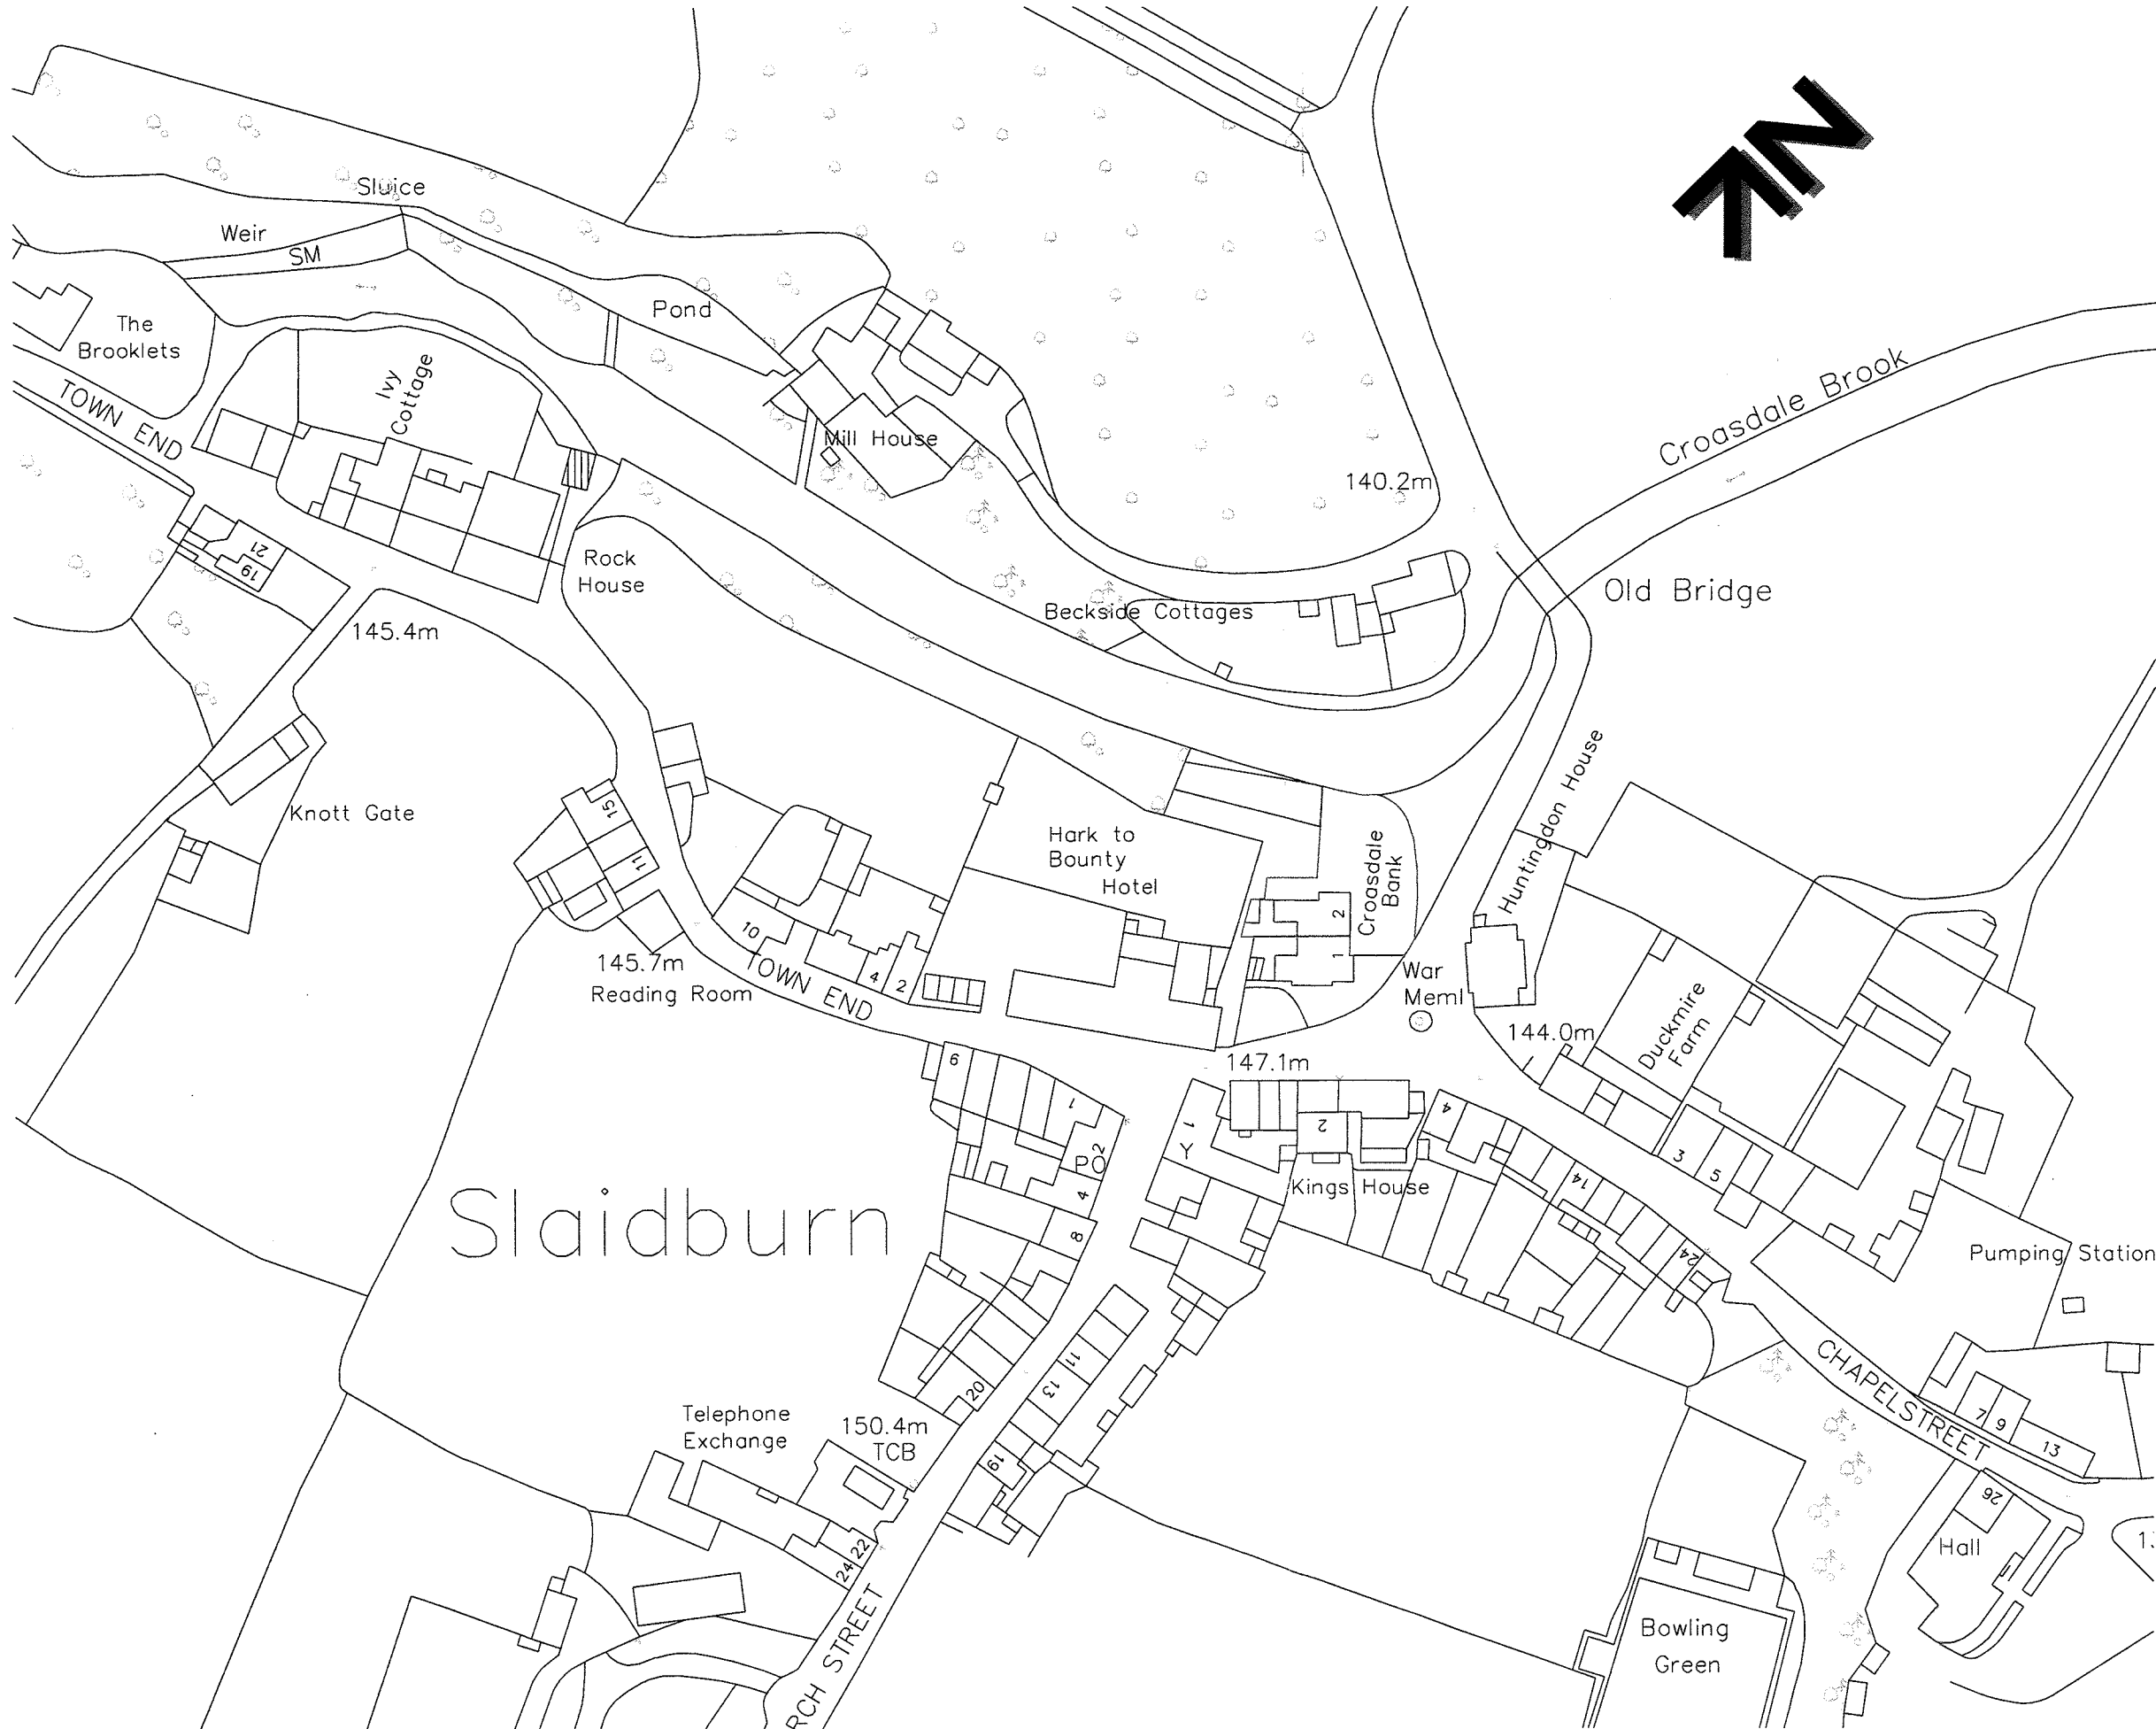 N
Sluice
Weir
SM
The
Brooklets
Pond
Ivy
Cottage
TOWN END
Mill House
Croasdale Brook
140.2m
21
19
Rock
House
Old Bridge
Beckside Cottages
145.4m
Knott Gate
15
11
Hark to
Bounty
Hotel
Croasdale
Bank
2
1
Huntingdon House
10
4
2
TOWN END
145.7m
Reading Room
War
Meml
144.0m
Duckmire
Farm
147.1m
9
1
2
PO
4
8
1
Y
2
Kings House
4
14
24
3
5
Slaidburn
Pumping Station
CHAPELSTREET
7
9
13
20
11
13
19
Telephone
Exchange
150.4m
TCB
22
24
26
Hall
Bowling
Green
RCH STREET